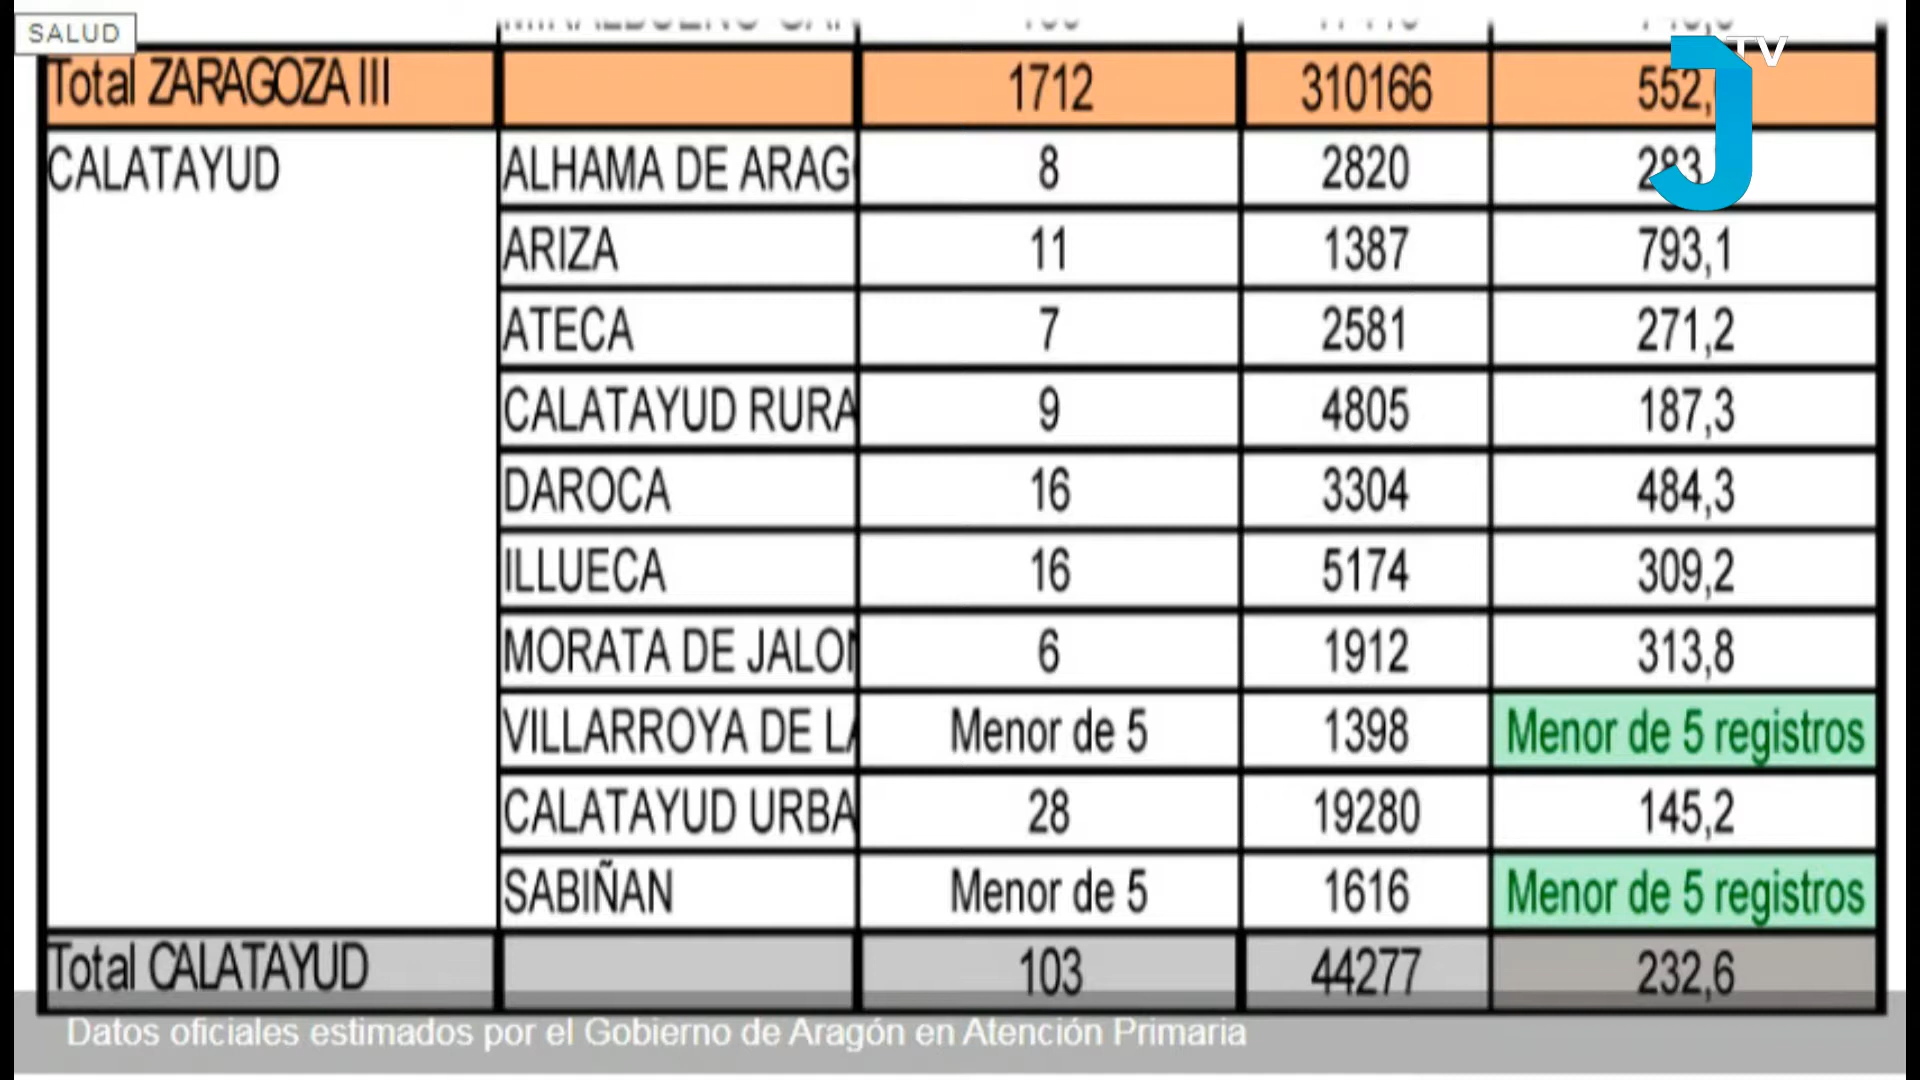 SALUD
TV
Total ZARAGOZA III 1712 310166 552,
CALATAYUD ALHAMA DE ARAG 8 2820 283
ARIZA 11 1387 793,1
ATECA 7 2581 271,2
CALATAYUD RURA 9 4805 187,3
DAROCA 16 3304 484,3
ILLUECA 16 5174 309,2
MORATA DE JALO 6 1912 313,8
VILLARROYA DE LA Menor de 5 1398 Menor de 5 registros
CALATAYUD URBA 28 19280 145,2
SABIÑAN Menor de 5 1616 Menor de 5 registros
Total CALATAYUD 103 44277 232,6
Datos oficiales estimados por el Gobierno de Aragón en Atención Primaria